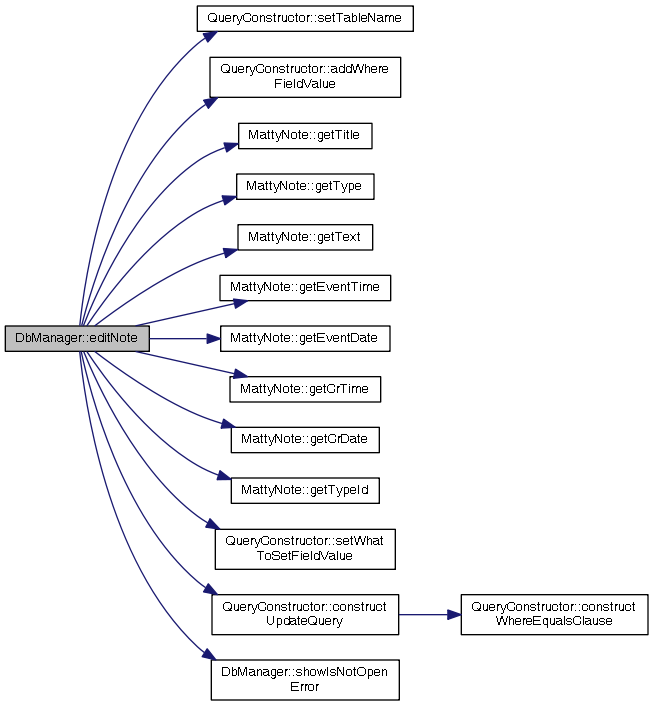 QueryConstructor::setTableName
QueryConstructor::addWhere
FieldValue
MattyNote::getTitle
MattyNote::getType
MattyNote::getText
MattyNote::getEventTime
DbManager::editNote
MattyNote::getEventDate
MattyNote::getCrTime
MattyNote::getCrDate
MattyNote::getTypeId
QueryConstructor::setWhat
ToSetFieldValue
QueryConstructor::construct
UpdateQuery
QueryConstructor::construct
WhereEqualsClause
DbManager::showIsNotOpen
Error